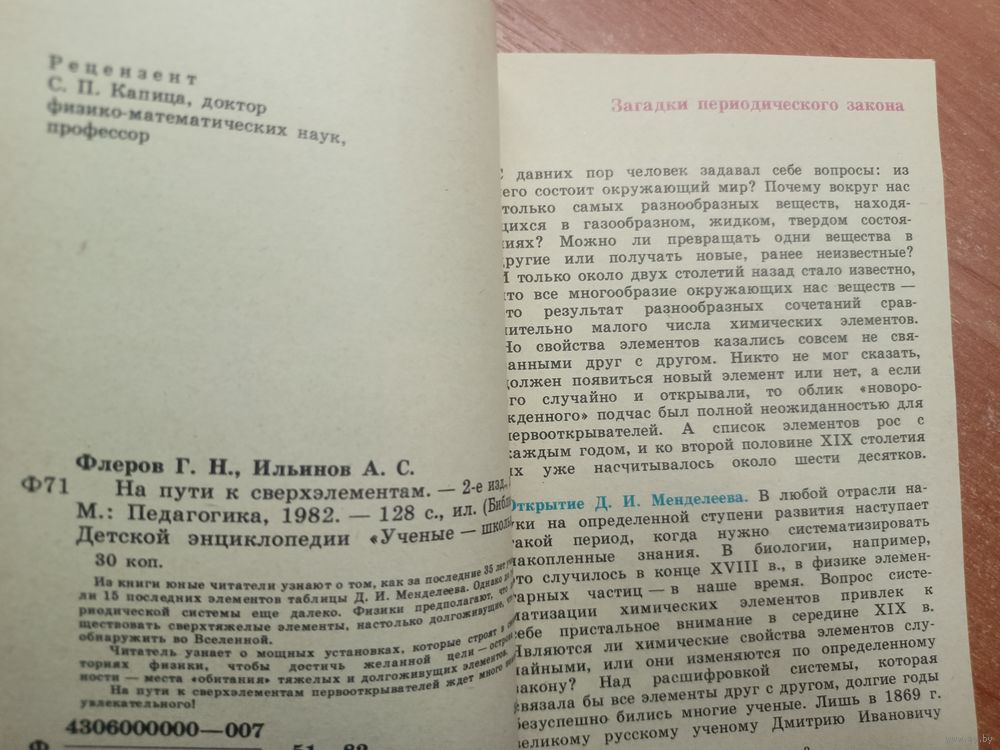 Рецензент
С. П. Капица, доктор
физико-математических наук,
профессор
Флеров Г. Н., Ильинов А. С.
Ф71
На пути к сверхэлементам. — 2-е изд.
М.: Педагогика, 1982. — 128 с., ил. (Библ
Детской энциклопедии «Ученые — школь
30 коп.
Из книги юные читатели узнают о том, как за последние 35 лет
ли 15 последних элементов таблицы Д. И. Менделеева. Однако до
риодической системы еще далеко. Физики предполагают, что
ществовать сверхтяжелые элементы, настолько долгоживущие, что
обнаружить во Вселенной.
Читатель узнает о мощных установках, которые строят в
ториях физики, чтобы достичь желанной цели — остров
ности — места «обитания» тяжелых и долгоживущих элементов.
На пути к сверхэлементам первооткрывателей ждет много
увлекательного!
4306000000—007
Ф
51—82
Загадки периодического закона
С давних пор человек задавал себе вопросы: из
чего состоит окружающий мир? Почему вокруг нас
столько самых разнообразных веществ, находя-
щихся в газообразном, жидком, твердом состоя-
ниях? Можно ли превращать одни вещества в
другие или получать новые, ранее неизвестные?
И только около двух столетий назад стало известно,
что все многообразие окружающих нас веществ —
это результат разнообразных сочетаний срав-
нительно малого числа химических элементов.
Но свойства элементов казались совсем не свя-
занными друг с другом. Никто не мог сказать,
должен появиться новый элемент или нет, а если
его случайно и открывали, то облик «новоро-
жденного» подчас был полной неожиданностью для
первооткрывателей. А список элементов рос с
каждым годом, и ко второй половине XIX столетия
их уже насчитывалось около шести десятков.
Открытие Д. И. Менделеева. В любой отрасли на-
уки на определенной ступени развития наступает
такой период, когда нужно систематизировать
накопленные знания. В биологии, например,
это случилось в конце XVIII в., в физике элемен-
тарных частиц — в наше время. Вопрос систе-
матизации химических элементов привлек к
себе пристальное внимание в середине XIX в.
Являются ли химические свойства элементов слу-
чайными, или они изменяются по определенному
закону? Над расшифровкой системы, которая
связала бы все элементы друг с другом, долгие годы
безуспешно бились многие ученые. Лишь в 1869 г.
великому русскому ученому Дмитрию Ивановичу